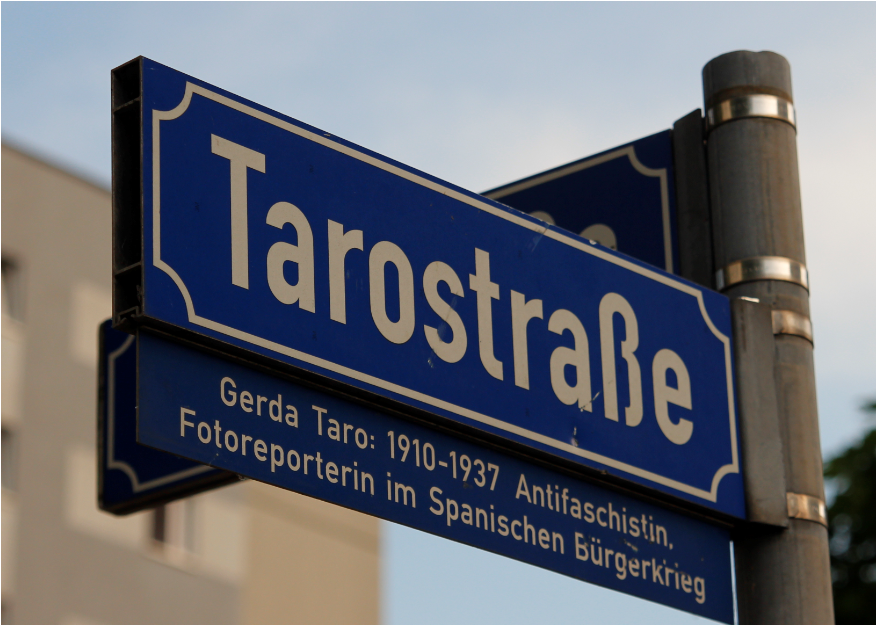 Tarostraße
Gerda Taro: 1910-1937 Antifaschistin,
Fotoreporterin im Spanischen Bürgerkrieg